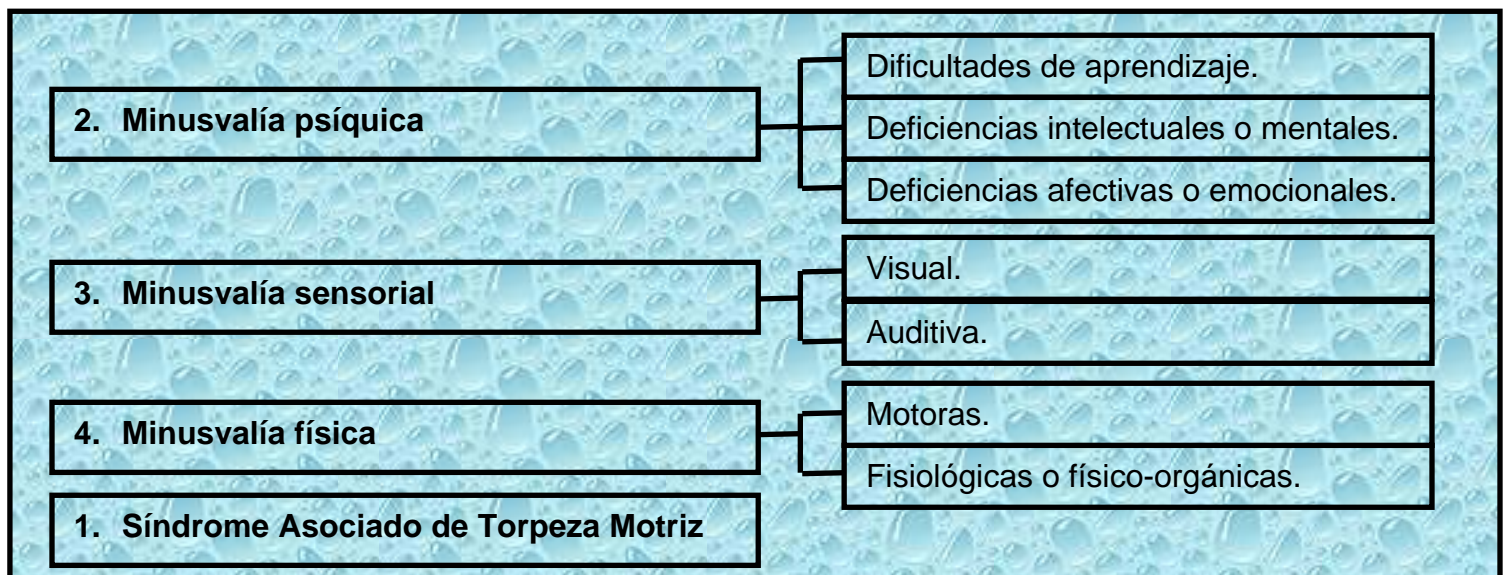 2. Minusvalía psíquica
Dificultades de aprendizaje.
Deficiencias intelectuales o mentales.
Deficiencias afectivas o emocionales.
3. Minusvalía sensorial
Visual.
Auditiva.
4. Minusvalía física
Motoras.
Fisiológicas o físico-orgánicas.
1. Síndrome Asociado de Torpeza Motriz